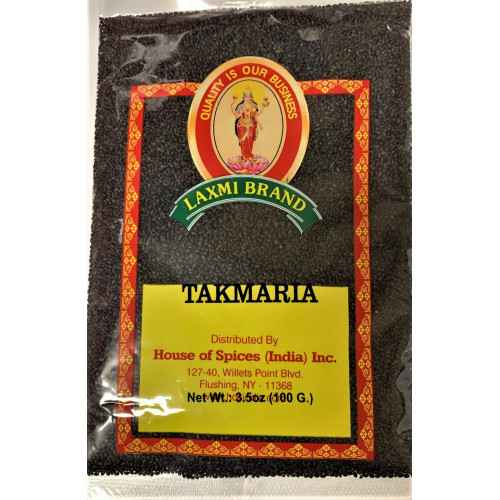 QUALITY IS OUR BUSINESS
LAXMI BRAND
TAKMARIA
Distributed By
House of Spices (India) Inc.
127-40, Willets Point Blvd.
Flushing, NY - 11368
Net Wt.: 3.5oz (100 G.)